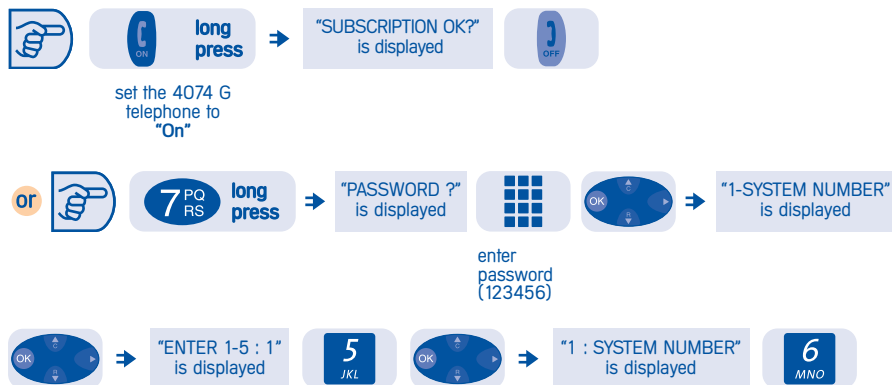 ON
long
press
"SUBSCRIPTION OK?"
is displayed
OFF
set the 4074 G
telephone to
"On"
or
7 PQ
RS
long
press
"PASSWORD ?"
is displayed
C
OK
R
"1-SYSTEM NUMBER"
is displayed
enter
password
(123456)
C
OK
R
"ENTER 1-5 : 1"
is displayed
5
JKL
C
OK
R
"1 : SYSTEM NUMBER"
is displayed
6
MNO